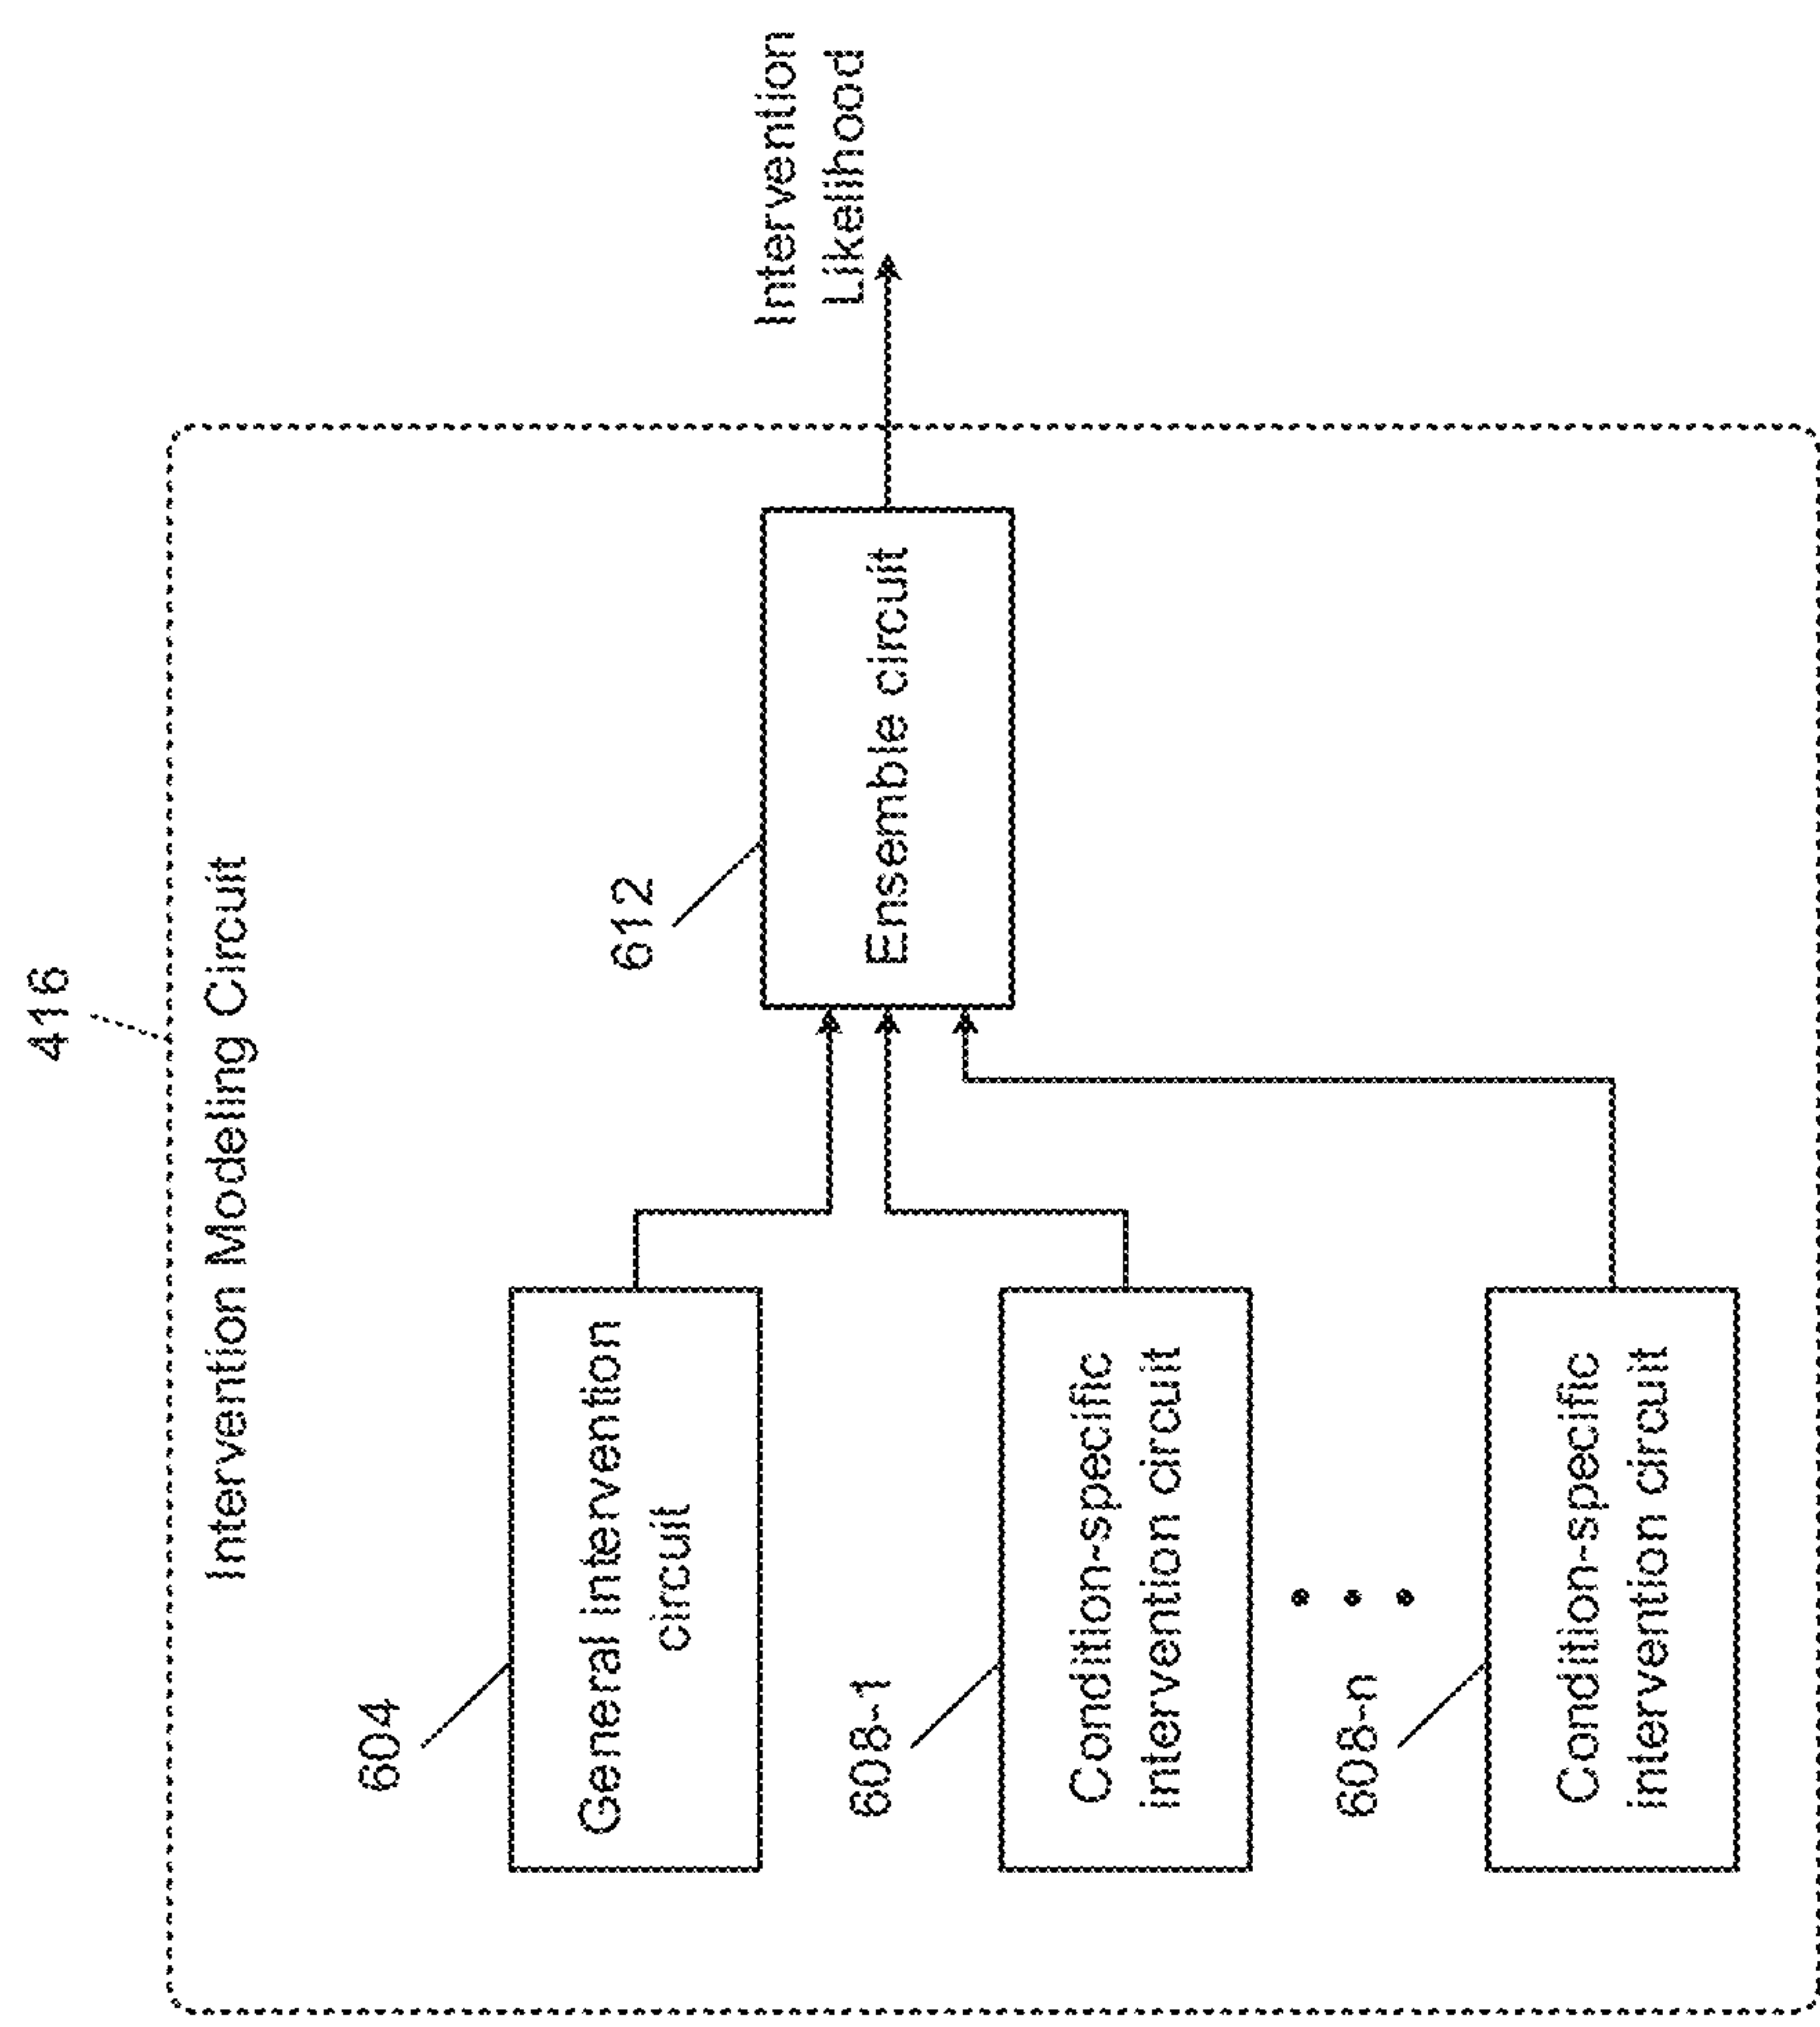 416
Intervention Modeling Circuit
604
General intervention
circuit
612
Ensemble circuit
Intervention
Likelihood
608-1
Condition-specific
intervention circuit
608-n
Condition-specific
intervention circuit